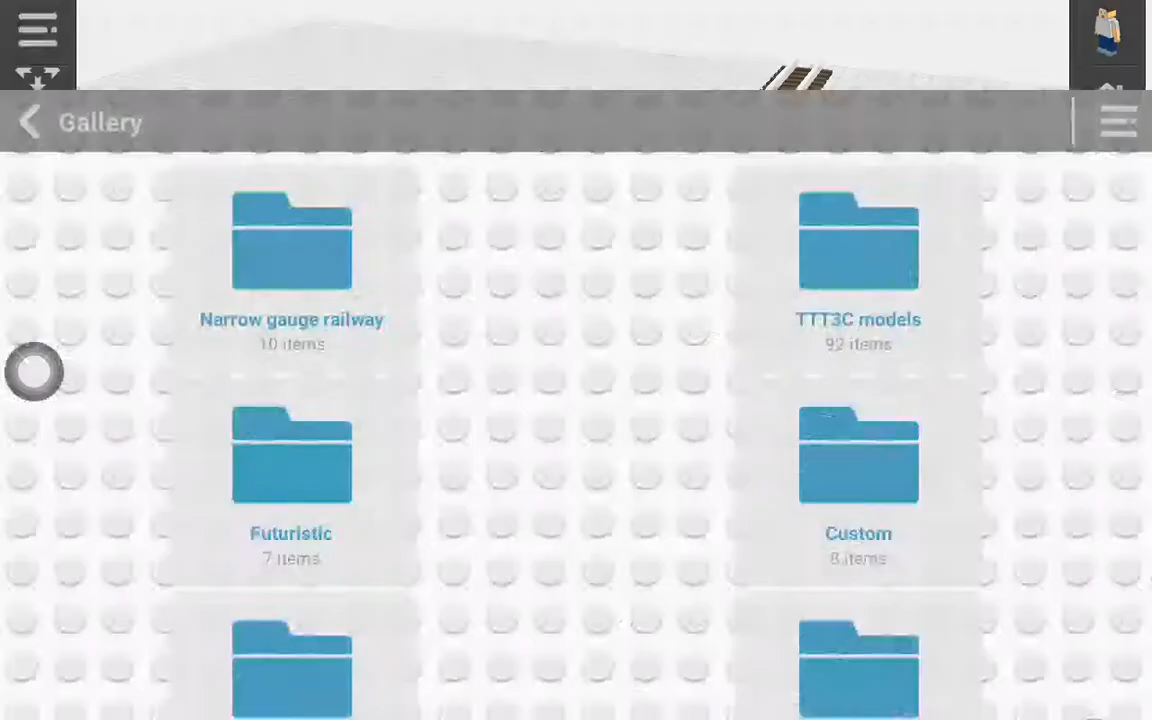 Gallery
Narrow gauge railway
10 items
TTT3C models
92 items
Futuristic
7 items
Custom
8 items